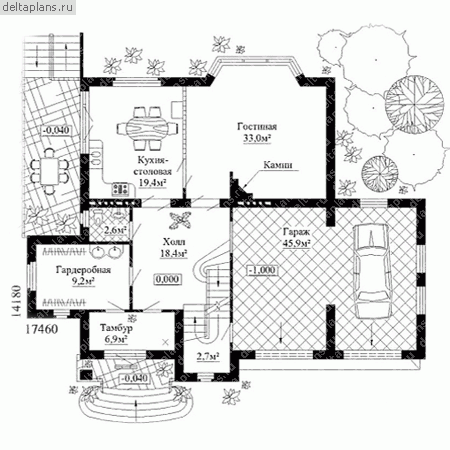 deltaplans.ru
-0,040
Кухня-
столовая
19,4м²
Гостиная
33,0м²
Камин
2,6м²
Холл
18,4м²
Гараж
45,9м²
Гардеробная
9,2м²
0,000
-1,000
14180
17460
Тамбур
6,9м²
2,7м²
-0,040